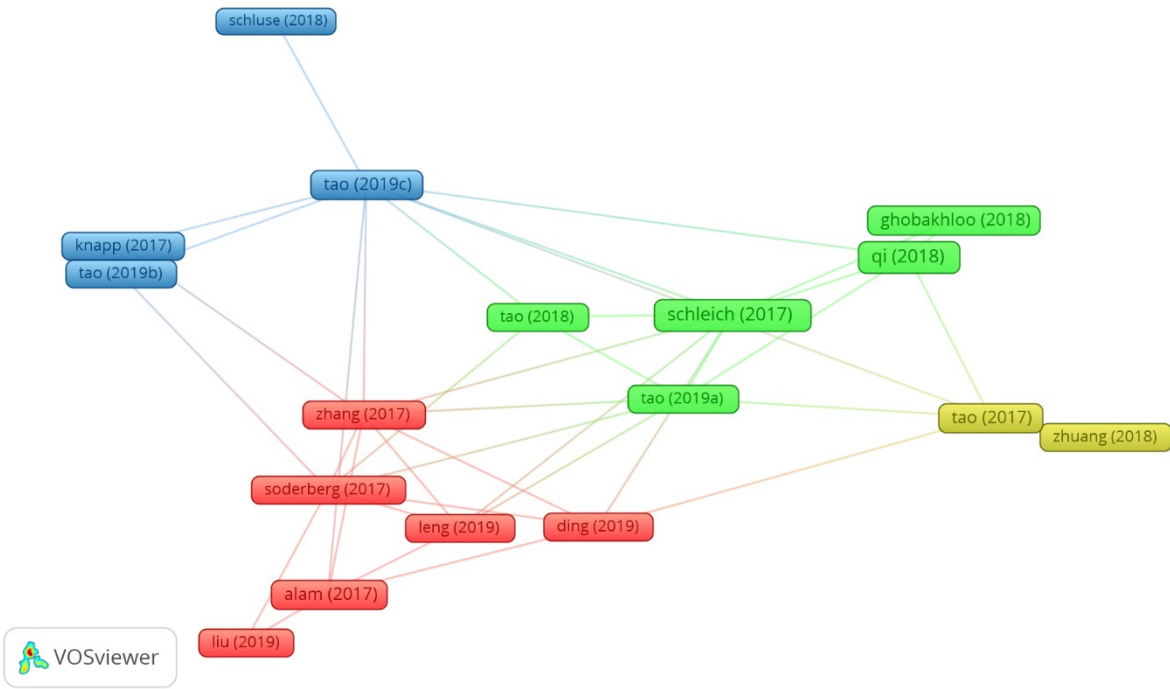 schluse (2018)
tao (2019c)
ghobakhloo (2018)
knapp (2017)
qi (2018)
tao (2019b)
tao (2018)
schleich (2017)
tao (2019a)
zhang (2017)
tao (2017)
zhuang (2018)
soderberg (2017)
leng (2019)
ding (2019)
alam (2017)
liu (2019)
VOSviewer